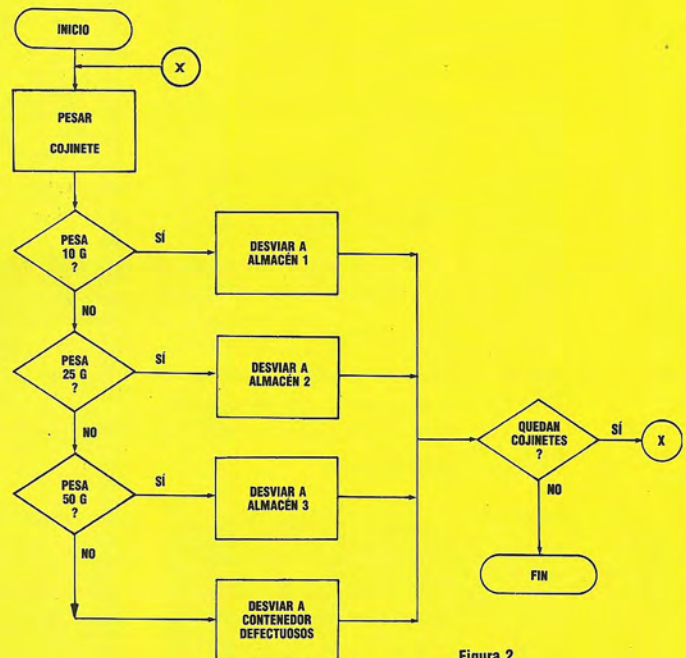 INICIO
X
PESAR
COJINETE
PESA
10 G
?
SÍ
DESVIAR A
ALMACÉN 1
NO
PESA
25 G
?
SÍ
DESVIAR A
ALMACÉN 2
NO
PESA
50 G
?
SÍ
DESVIAR A
ALMACÉN 3
NO
DESVIAR A
CONTENEDOR
DEFECTUOSOS
QUEDAN
COJINETES
?
SÍ
X
NO
FIN
Figura 2